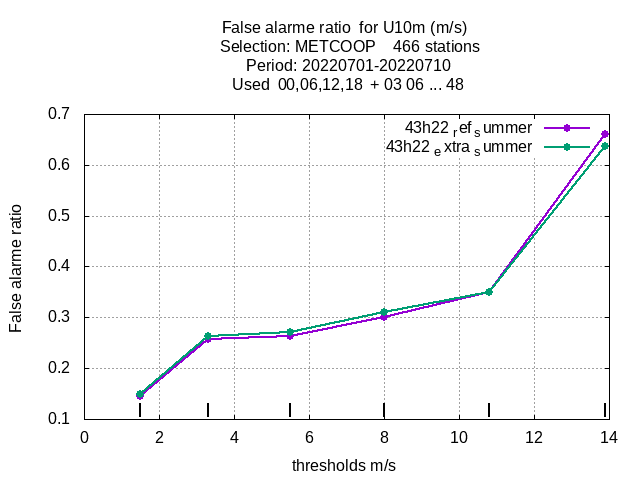 False alarme ratio for U10m (m/s)
Selection: METCOOP 466 stations
Period: 20220701-20220710
Used 00,06,12,18 + 03 06 ... 48
43h22 ref summer
43h22 extra summer
False alarme ratio
0.7
0.6
0.5
0.4
0.3
0.2
0.1
0 2 4 6 8 10 12 14
thresholds m/s